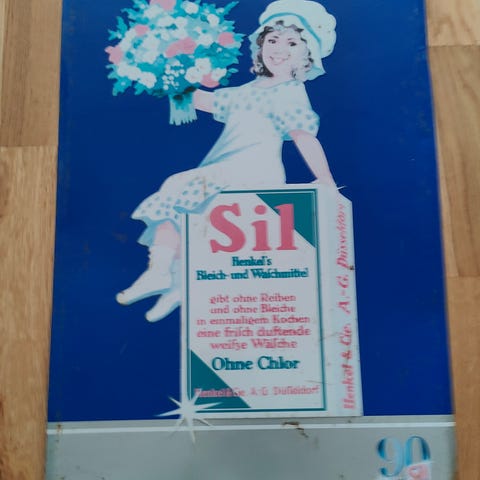 Sil
Henkel's
Bleich- und Waschmittel
gibt ohne Reiben
und ohne Bleiche
in einmaligem Kochen
eine frisch duftende
weiße Wäsche
Ohne Chlor
Henkel & Cie. A.-G. Düsseldorf
Henkel & Cie. A.-G. Düsseldorf
90